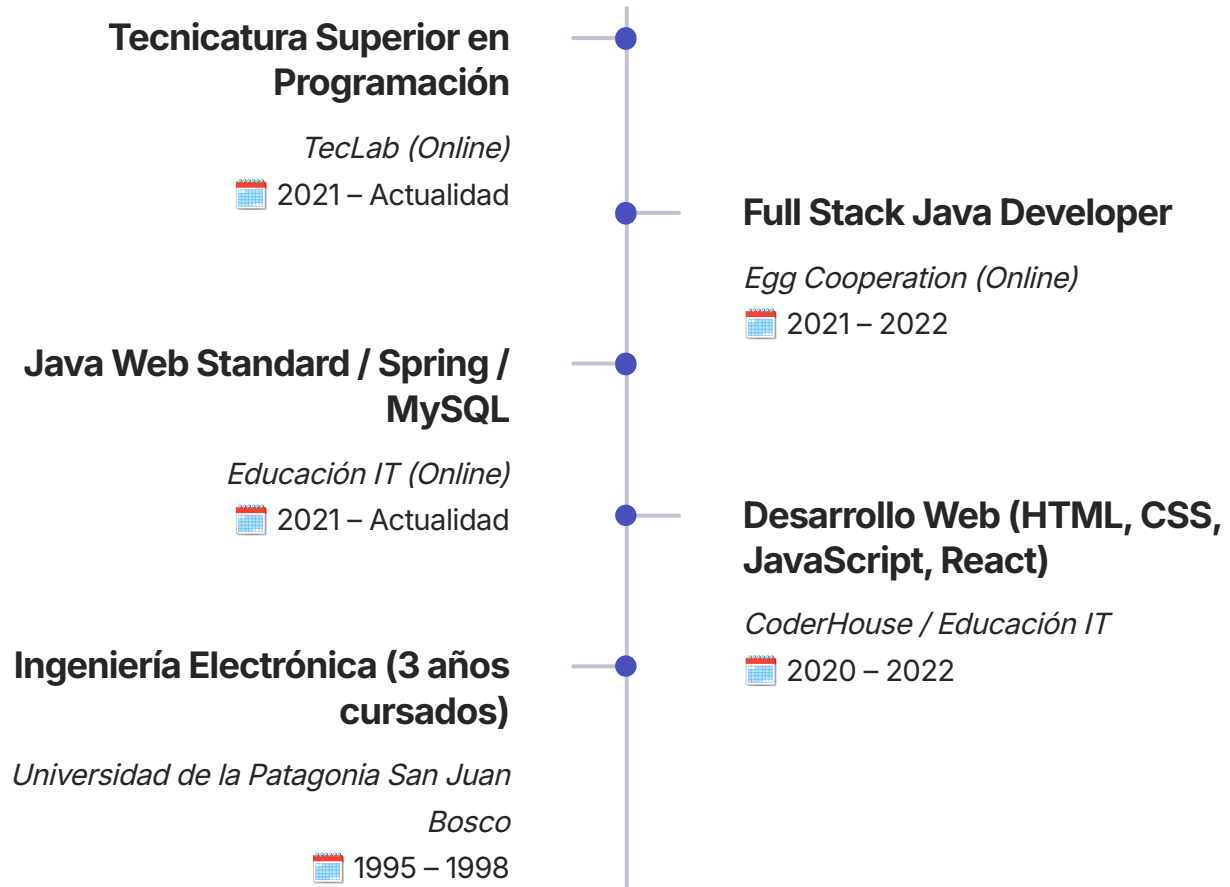 Tecnicatura Superior en
Programación
TecLab (Online)
2021 – Actualidad
Full Stack Java Developer
Egg Cooperation (Online)
2021 – 2022
Java Web Standard / Spring /
MySQL
Educación IT (Online)
2021 – Actualidad
Desarrollo Web (HTML, CSS,
JavaScript, React)
CoderHouse / Educación IT
2020 – 2022
Ingeniería Electrónica (3 años
cursados)
Universidad de la Patagonia San Juan
Bosco
1995 – 1998